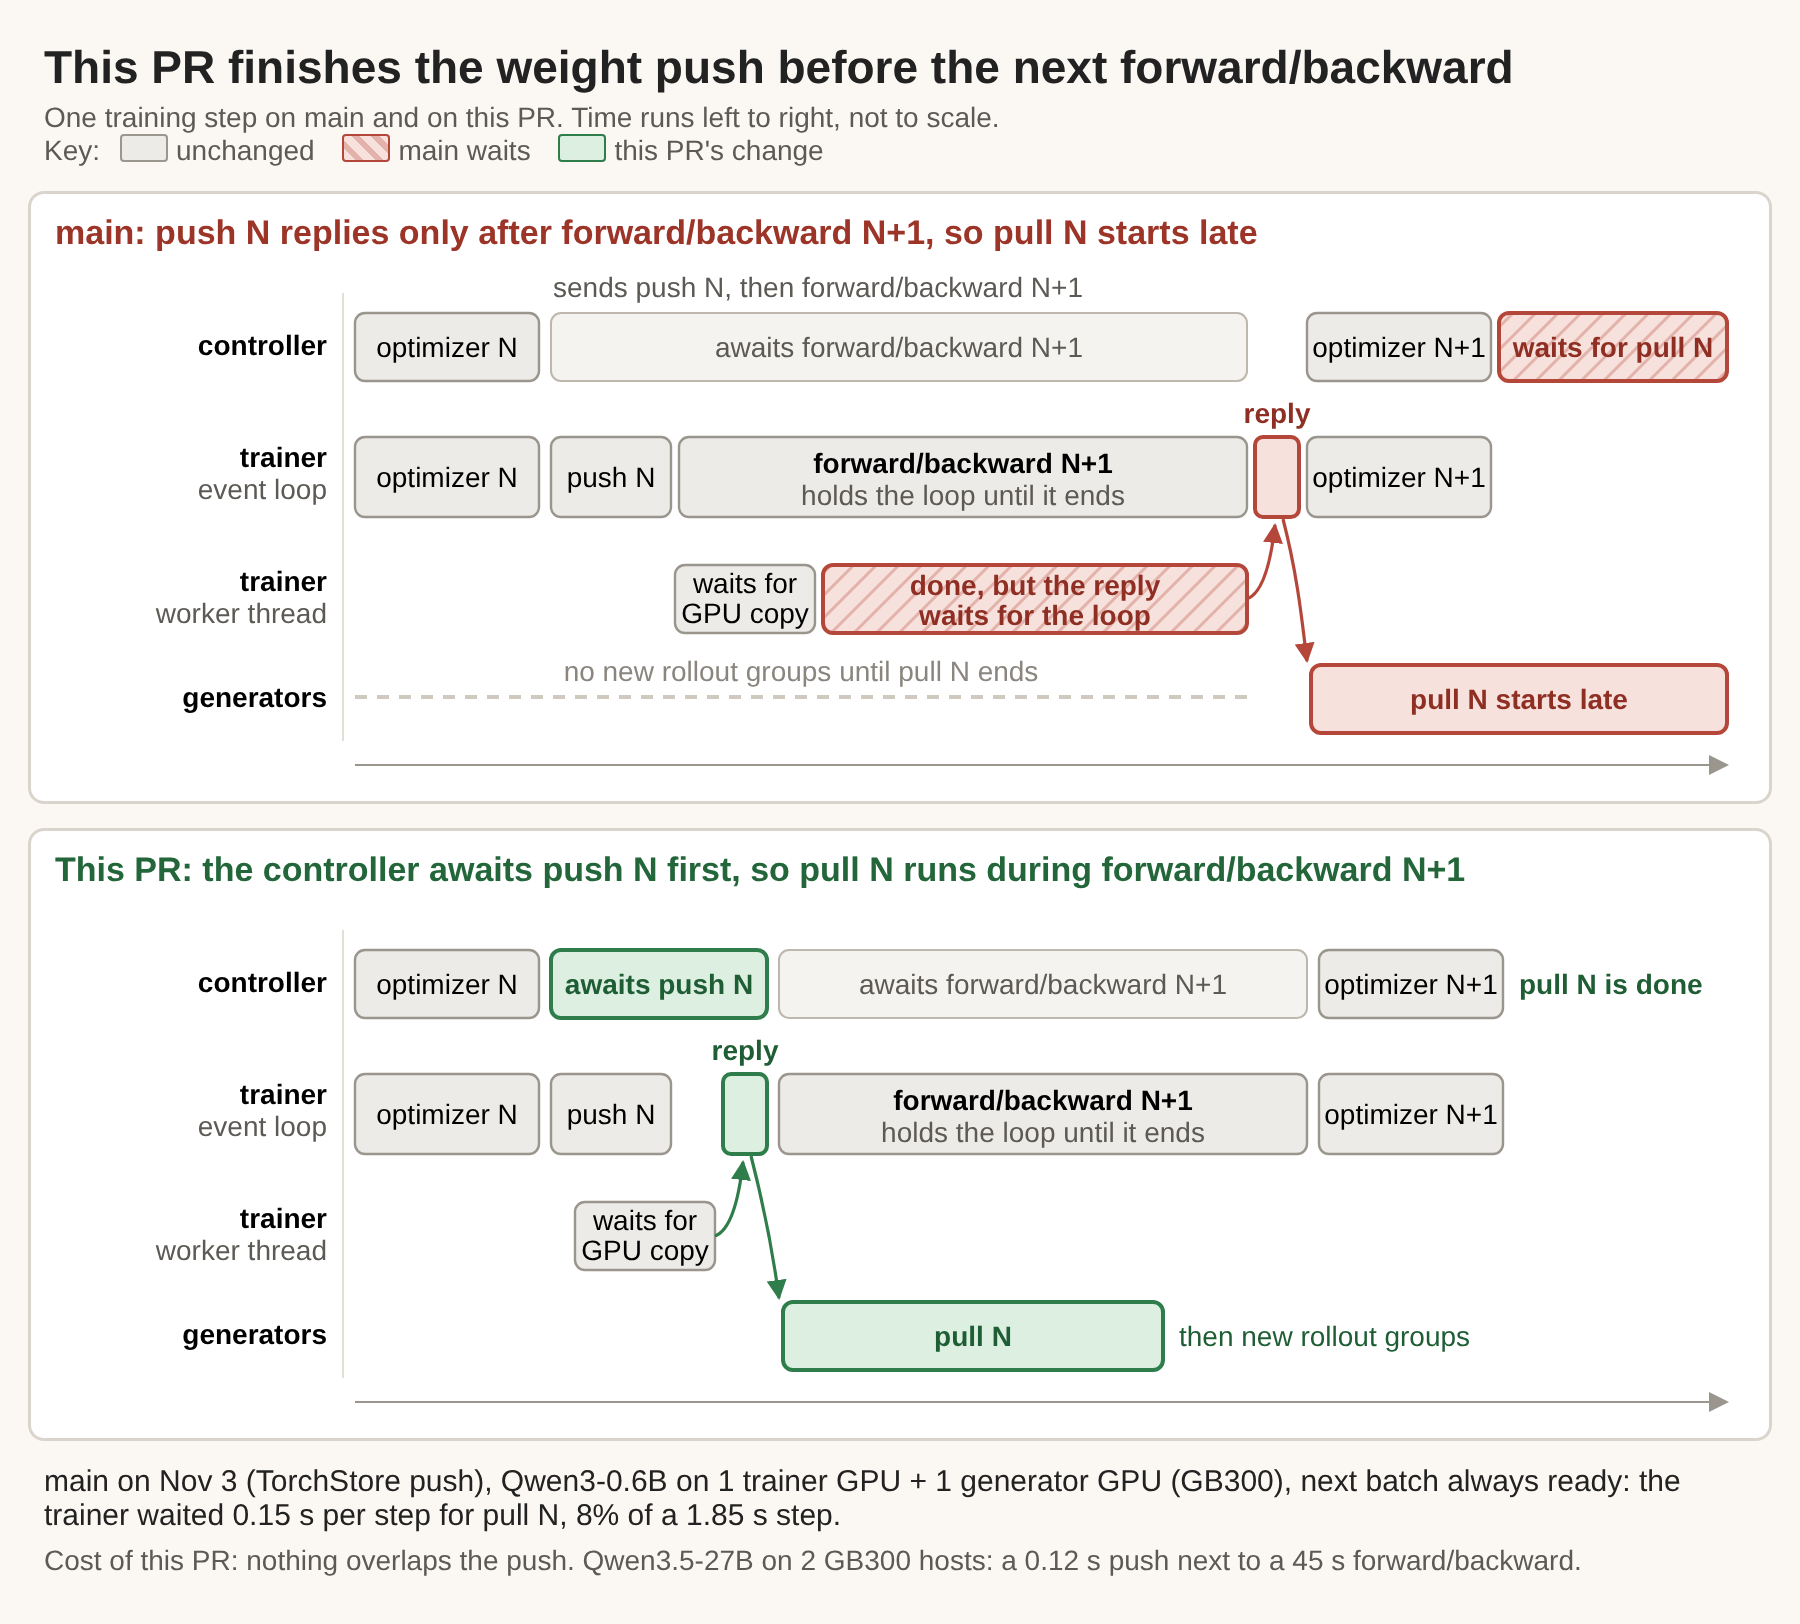 This PR finishes the weight push before the next forward/backward
One training step on main and on this PR. Time runs left to right, not to scale.
Key: unchanged main waits this PR's change
main: push N replies only after forward/backward N+1, so pull N starts late
sends push N, then forward/backward N+1
controller
optimizer N
awaits forward/backward N+1
optimizer N+1
waits for pull N
reply
trainer
event loop
optimizer N
push N
forward/backward N+1
holds the loop until it ends
optimizer N+1
trainer
worker thread
waits for
GPU copy
done, but the reply
waits for the loop
no new rollout groups until pull N ends
generators
pull N starts late
This PR: the controller awaits push N first, so pull N runs during forward/backward N+1
controller
optimizer N
awaits push N
awaits forward/backward N+1
optimizer N+1
pull N is done
reply
trainer
event loop
optimizer N
push N
forward/backward N+1
holds the loop until it ends
optimizer N+1
trainer
worker thread
waits for
GPU copy
generators
pull N
then new rollout groups
main on Nov 3 (TorchStore push), Qwen3-0.6B on 1 trainer GPU + 1 generator GPU (GB300), next batch always ready: the
trainer waited 0.15 s per step for pull N, 8% of a 1.85 s step.
Cost of this PR: nothing overlaps the push. Qwen3.5-27B on 2 GB300 hosts: a 0.12 s push next to a 45 s forward/backward.